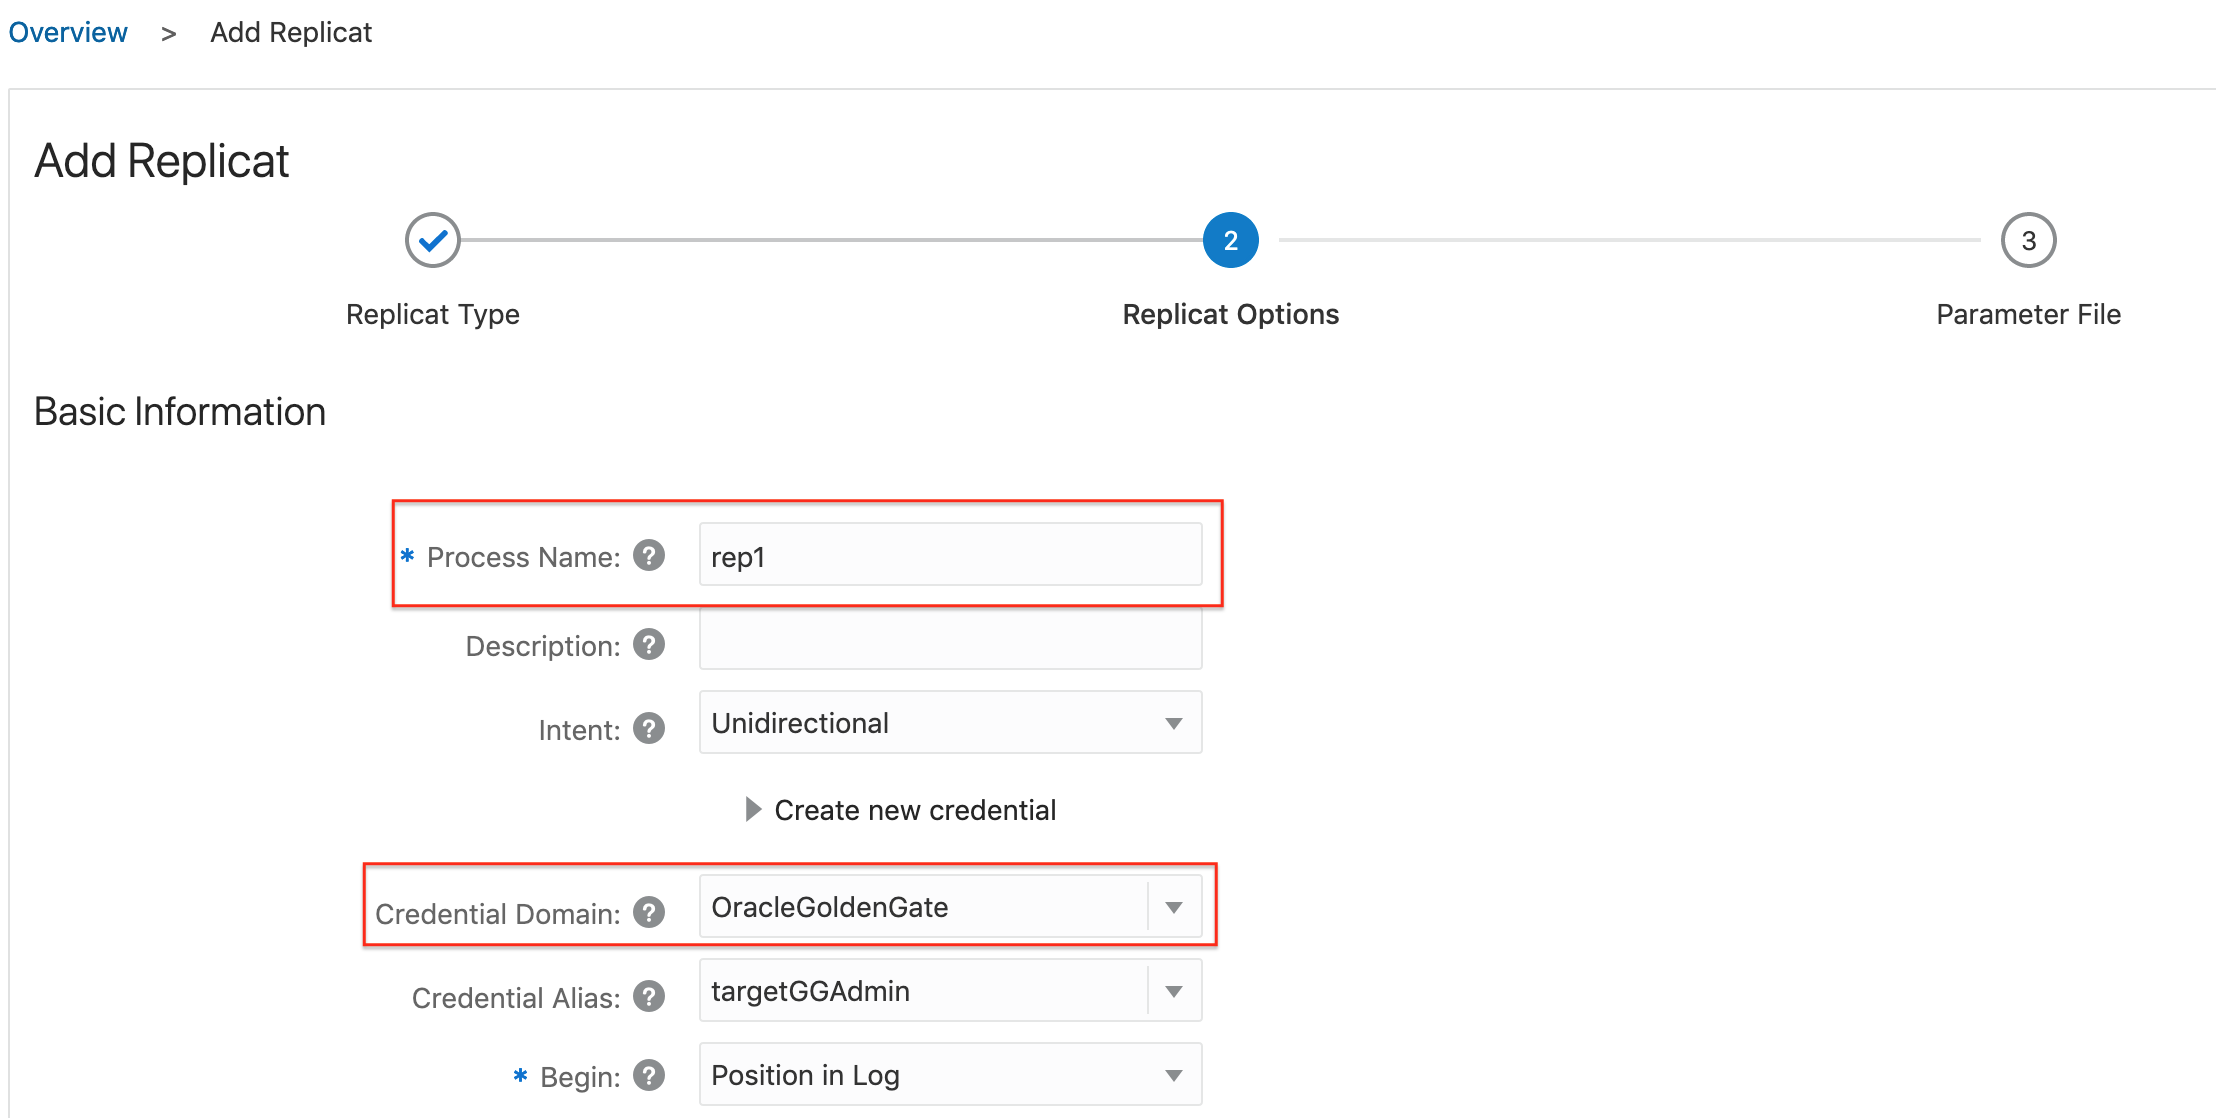 Overview > Add Replicat
Add Replicat
2
3
Replicat Type
Replicat Options
Parameter File
Basic Information
* Process Name: ? rep1
Description: ?
Intent: ? Unidirectional
Create new credential
Credential Domain: ? OracleGoldenGate
Credential Alias: ? targetGGAdmin
* Begin: ? Position in Log